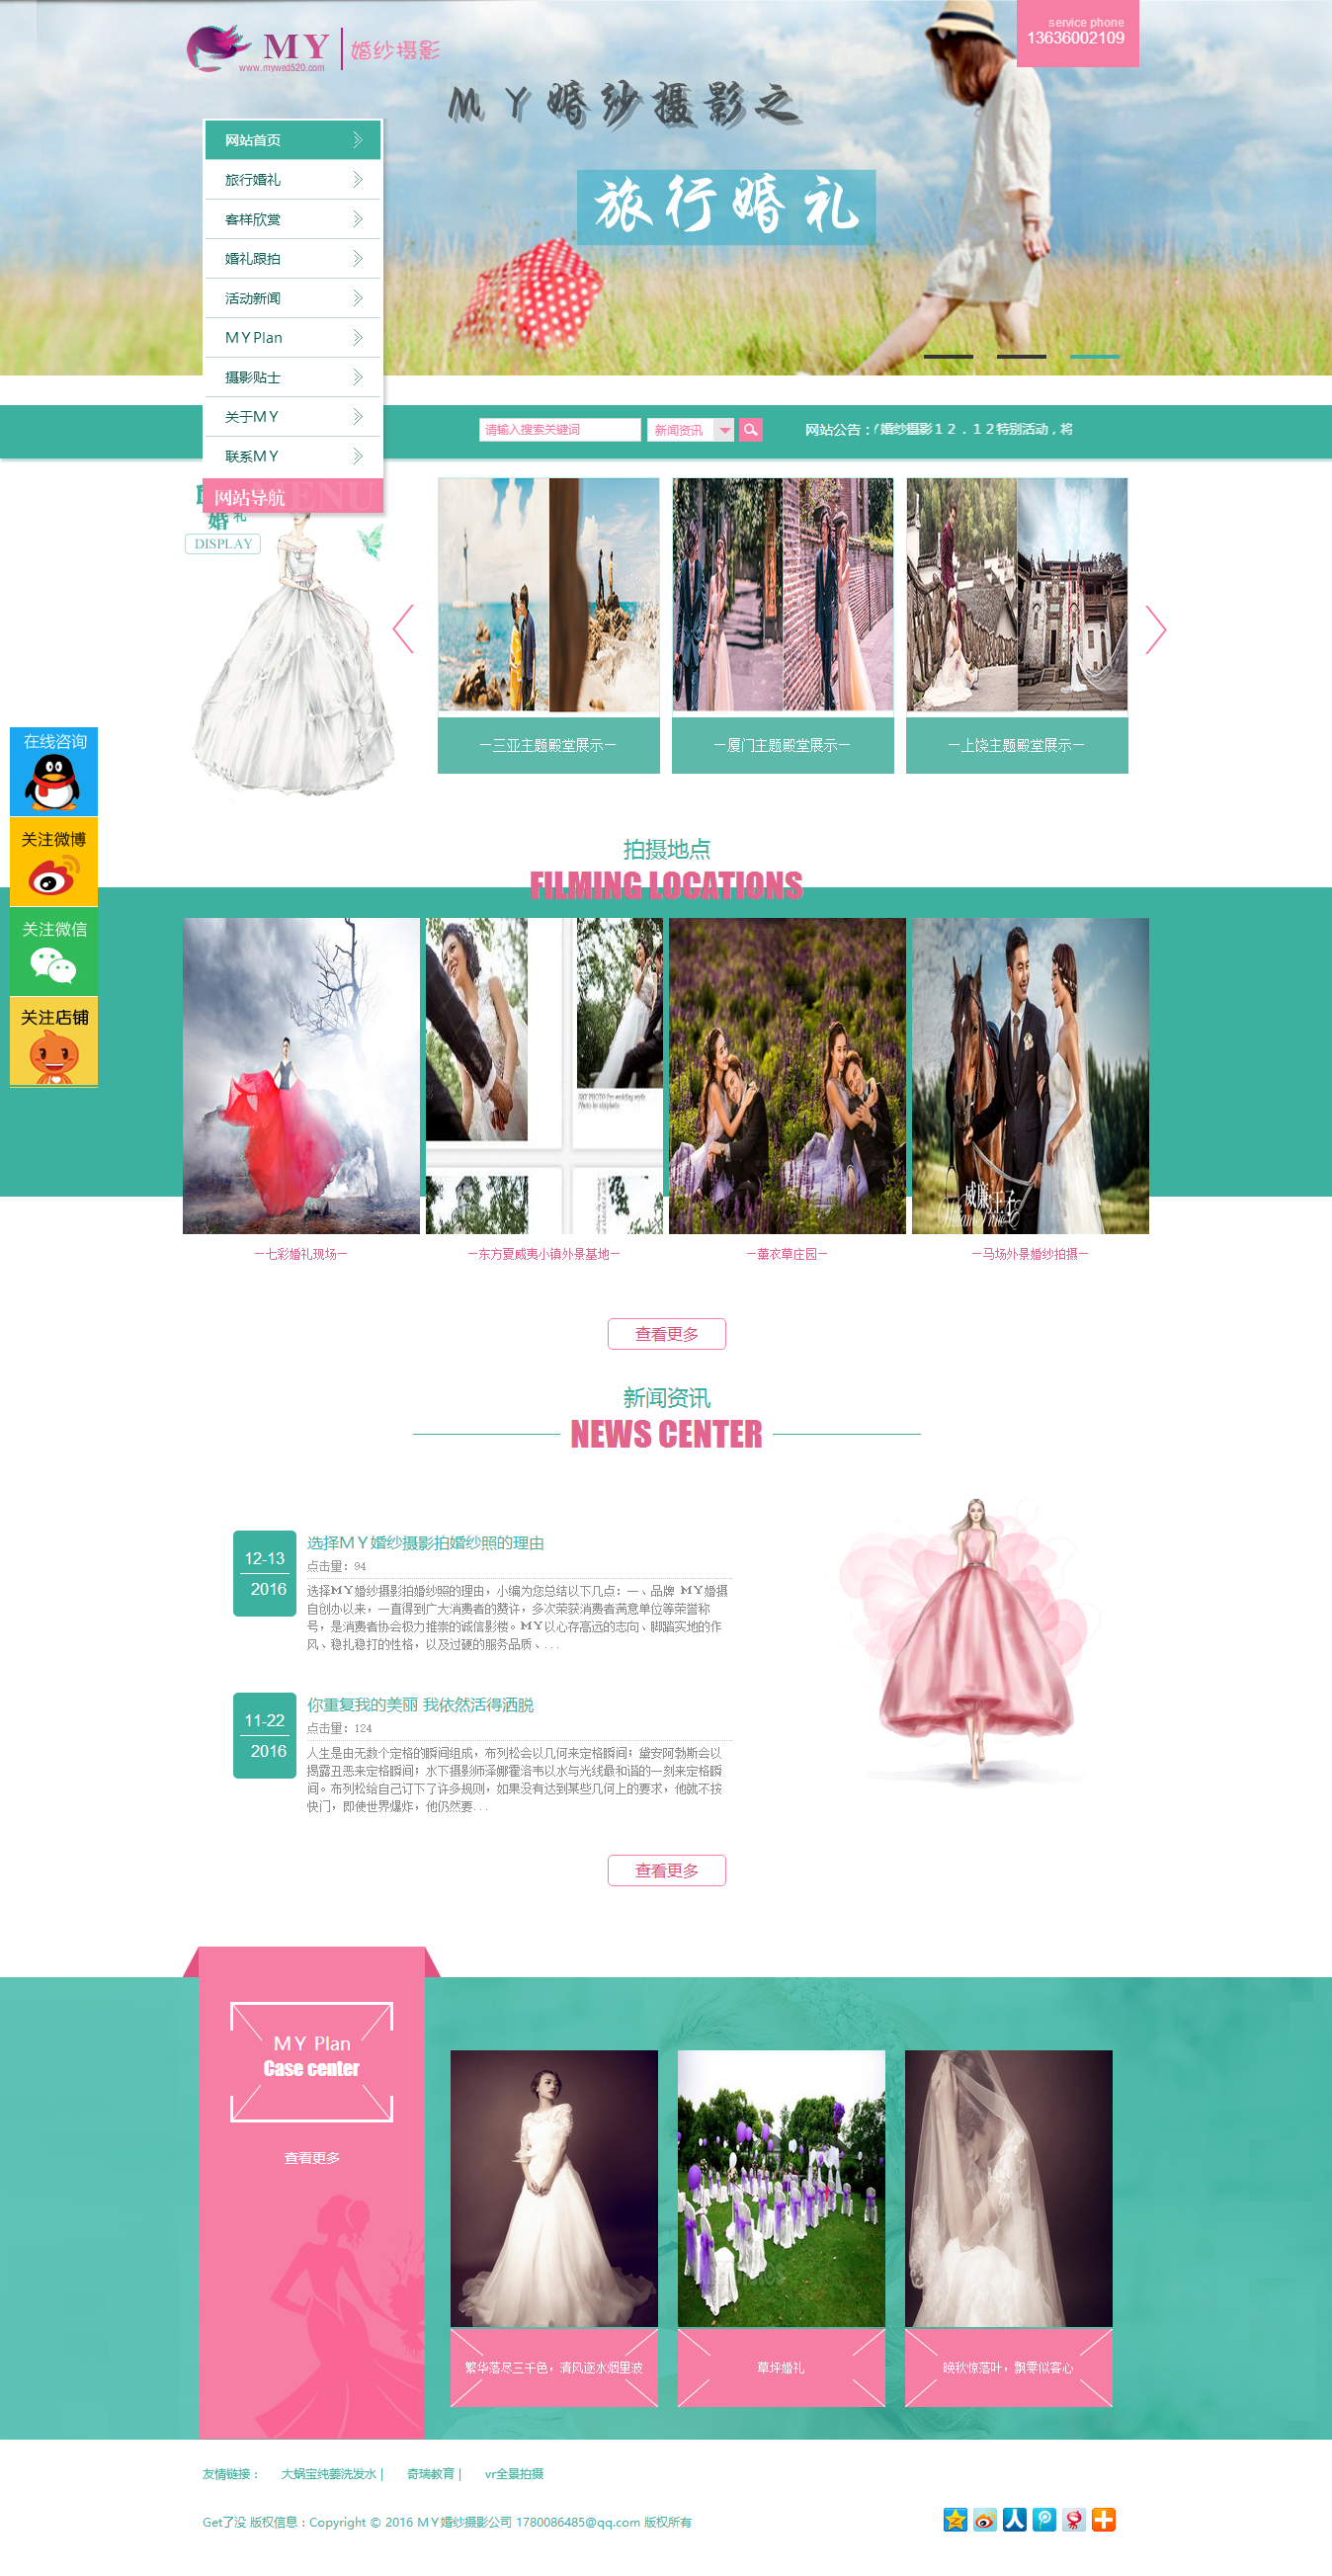 MY 婚纱摄影
www.mywed520.com
service phone
13636002109
MY婚纱摄影之
旅行婚礼
网站首页
旅行婚礼
客样欣赏
婚礼跟拍
活动新闻
MY Plan
摄影贴士
关于MY
联系MY
网站导航
MENU
请输入搜索关键词
新闻资讯
网站公告：
婚纱摄影12.12特别活动，将
婚
礼
DISPLAY
一三亚主题殿堂展示一
一厦门主题殿堂展示一
一上饶主题殿堂展示一
在线咨询
关注微博
关注微信
关注店铺
拍摄地点
FILMING LOCATIONS
威廉王子
一七彩婚礼现场一
一东方夏威夷小镇外景基地一
一薰衣草庄园一
一马场外景婚纱拍摄一
查看更多
新闻资讯
NEWS CENTER
12-13
2016
选择MY婚纱摄影拍婚纱照的理由
点击量：94
选择MY婚纱摄影拍婚纱照的理由，小编为您总结以下几点：一、品牌 MY婚摄
自创办以来，一直得到广大消费者的赞许，多次荣获消费者满意单位等荣誉称
号，是消费者协会极力推崇的诚信影楼。MY以心存高远的志向、脚踏实地的作
风、稳扎稳打的性格，以及过硬的服务品质、...
11-22
2016
你重复我的美丽 我依然活得洒脱
点击量：124
人生是由无数个定格的瞬间组成，布列松会以几何来定格瞬间；黛安阿勃斯会以
揭露丑恶来定格瞬间；水下摄影师泽娜霍洛韦以水与光线最和谐的一刻来定格瞬
间。布列松给自己订下了许多规则，如果没有达到某些几何上的要求，他就不按
快门，即使世界爆炸，他仍然要...
查看更多
MY Plan
Case center
查看更多
繁华落尽三千色，清风逐水烟里波
草坪婚礼
晚秋惊落叶，飘零似客心
友情链接： 大蜗宝纯姜洗发水 | 奇瑞教育 | vr全景拍摄
Get了没 版权信息：Copyright © 2016 MY婚纱摄影公司 1780086485@qq.com 版权所有